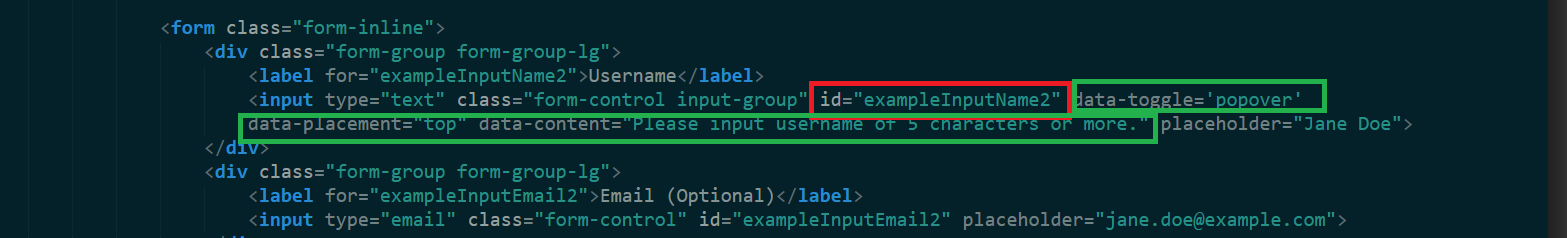 <form class="form-inline">
<div class="form-group form-group-lg">
<label for="exampleInputName2">Username</label>
<input type="text" class="form-control input-group" id="exampleInputName2" data-toggle='popover'
data-placement="top" data-content="Please input username of 5 characters or more." placeholder="Jane Doe">
</div>
<div class="form-group form-group-lg">
<label for="exampleInputEmail2">Email (Optional)</label>
<input type="email" class="form-control" id="exampleInputEmail2" placeholder="jane.doe@example.com">